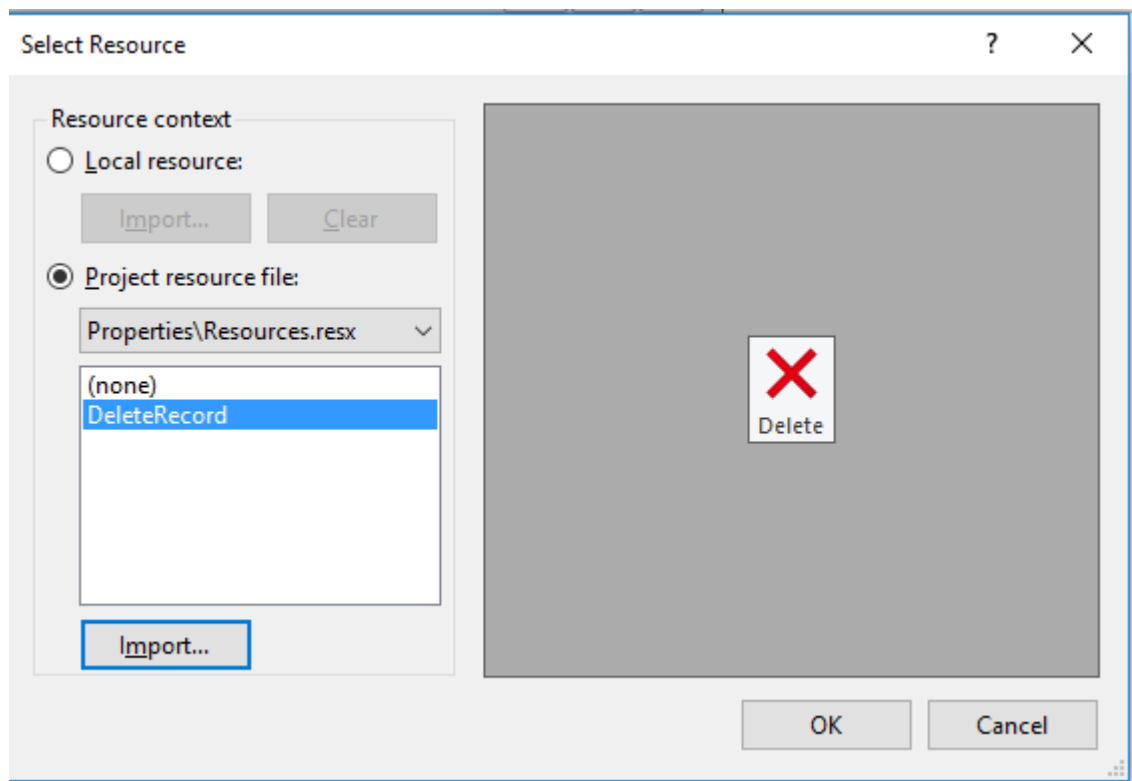 Select Resource ? ✕
Resource context
Local resource:
Import... Clear
Project resource file:
Properties\Resources.resx
(none)
DeleteRecord
Import...
Delete
OK Cancel